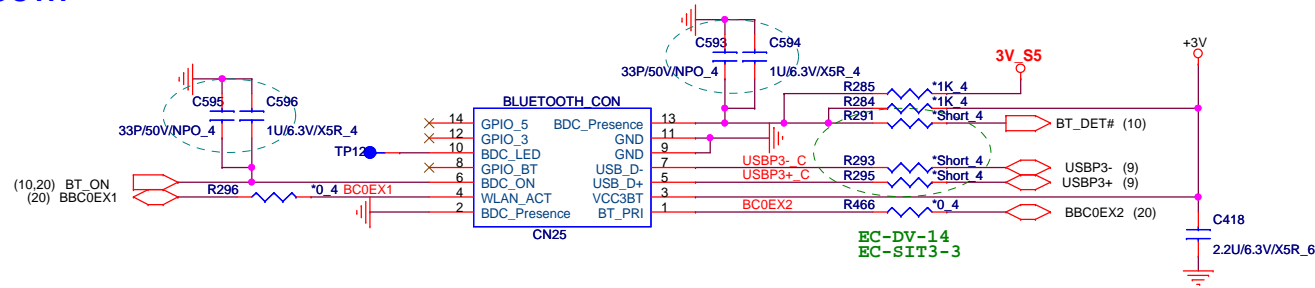 C593
C594
33P/50V/NPO_4
1U/6.3V/X5R_4
3V_S5
+3V
C595
C596
33P/50V/NPO_4
1U/6.3V/X5R_4
R285
*1K_4
R284
*1K_4
R291
*Short_4
BT_DET# (10)
BLUETOOTH_CON
14
GPIO_5
BDC_Presence
13
12
GPIO_3
GND
11
TP12
10
BDC_LED
GND
9
8
GPIO_BT
USB_D-
7
USBP3-_C
R293
*Short_4
USBP3- (9)
(10,20) BT_ON
6
BDC_ON
USB_D+
5
USBP3+_C
R295
*Short_4
USBP3+ (9)
(20) BBC0EX1
R296
*0_4
BC0EX1
4
WLAN_ACT
VCC3BT
3
2
BDC_Presence
BT_PRI
1
BC0EX2
R466
*0_4
BBC0EX2 (20)
CN25
C418
2.2U/6.3V/X5R_6
EC-DV-14
EC-SIT3-3